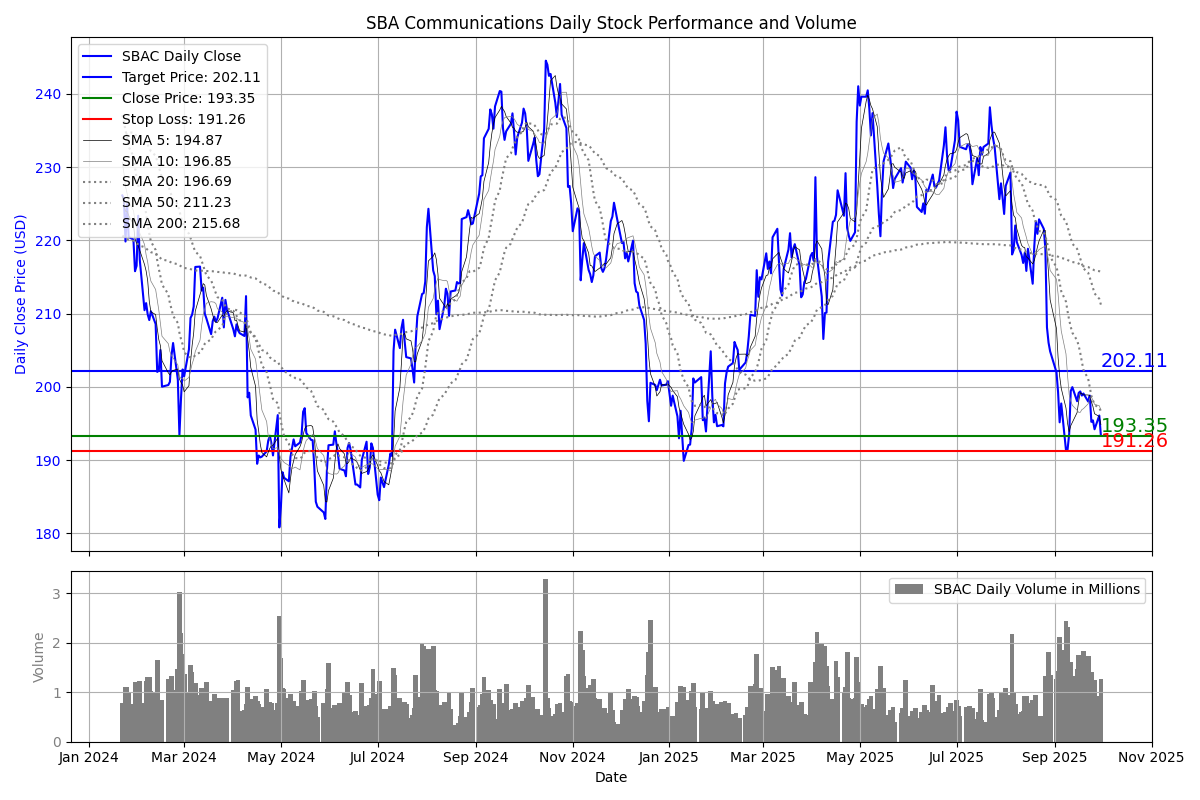 SBA Communications Daily Stock Performance and Volume
SBAC Daily Close
Target Price: 202.11
Close Price: 193.35
Stop Loss: 191.26
SMA 5: 194.87
SMA 10: 196.85
SMA 20: 196.69
SMA 50: 211.23
SMA 200: 215.68
240
230
220
210
200
190
180
Daily Close Price (USD)
202.11
193.35
191.26
SBAC Daily Volume in Millions
3
2
1
0
Volume
Jan 2024
Mar 2024
May 2024
Jul 2024
Sep 2024
Nov 2024
Jan 2025
Mar 2025
May 2025
Jul 2025
Sep 2025
Nov 2025
Date